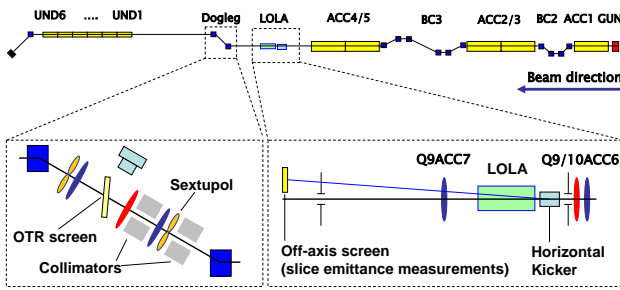 UND6 .... UND1
Dogleg
LOLA
ACC4/5
BC3
ACC2/3
BC2
ACC1
GUN
Beam direction
Sextupol
OTR screen
Collimators
Q9ACC7
LOLA
Q9/10ACC6
Off-axis screen
(slice emittance measurements)
Horizontal
Kicker